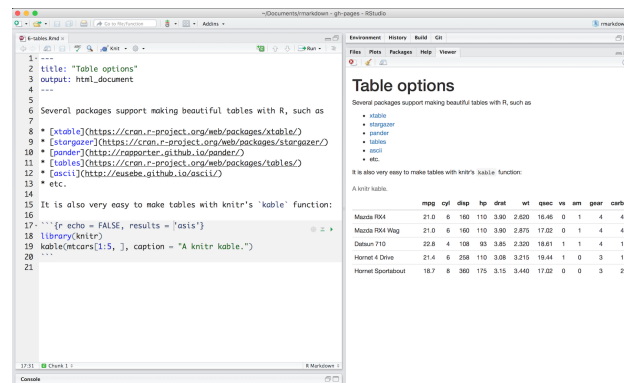 ~/Documents/rmarkdown - gh-pages - RStudio
Go to file/function
Addins
rmarkdow
6-tables.Rmd
Knit
Run
1 ---
2 title: "Table options"
3 output: html_document
4 ---
5
6 Several packages support making beautiful tables with R, such as
7
8 * [xtable](https://cran.r-project.org/web/packages/xtable/)
9 * [stargazer](https://cran.r-project.org/web/packages/stargazer/)
10 * [pander](http://rapporter.github.io/pander/)
11 * [tables](https://cran.r-project.org/web/packages/tables/)
12 * [ascii](http://eusebe.github.io/ascii/)
13 * etc.
14
15 It is also very easy to make tables with knitr's `kable` function:
16
17 ```{r echo = FALSE, results = 'asis'}
18 library(knitr)
19 kable(mtcars[1:5, ], caption = "A knitr kable.")
20 ```
21
17:31 Chunk 1 R Markdown
Console
Environment History Build Git
Files Plots Packages Help Viewer
Table options
Several packages support making beautiful tables with R, such as
• xtable
• stargazer
• pander
• tables
• ascii
• etc.
It is also very easy to make tables with knitr's kable function:
A knitr kable.
mpg cyl disp hp drat wt qsec vs am gear carb
Mazda RX4 21.0 6 160 110 3.90 2.620 16.46 0 1 4 4
Mazda RX4 Wag 21.0 6 160 110 3.90 2.875 17.02 0 1 4 4
Datsun 710 22.8 4 108 93 3.85 2.320 18.61 1 1 4 1
Hornet 4 Drive 21.4 6 258 110 3.08 3.215 19.44 1 0 3 1
Hornet Sportabout 18.7 8 360 175 3.15 3.440 17.02 0 0 3 2